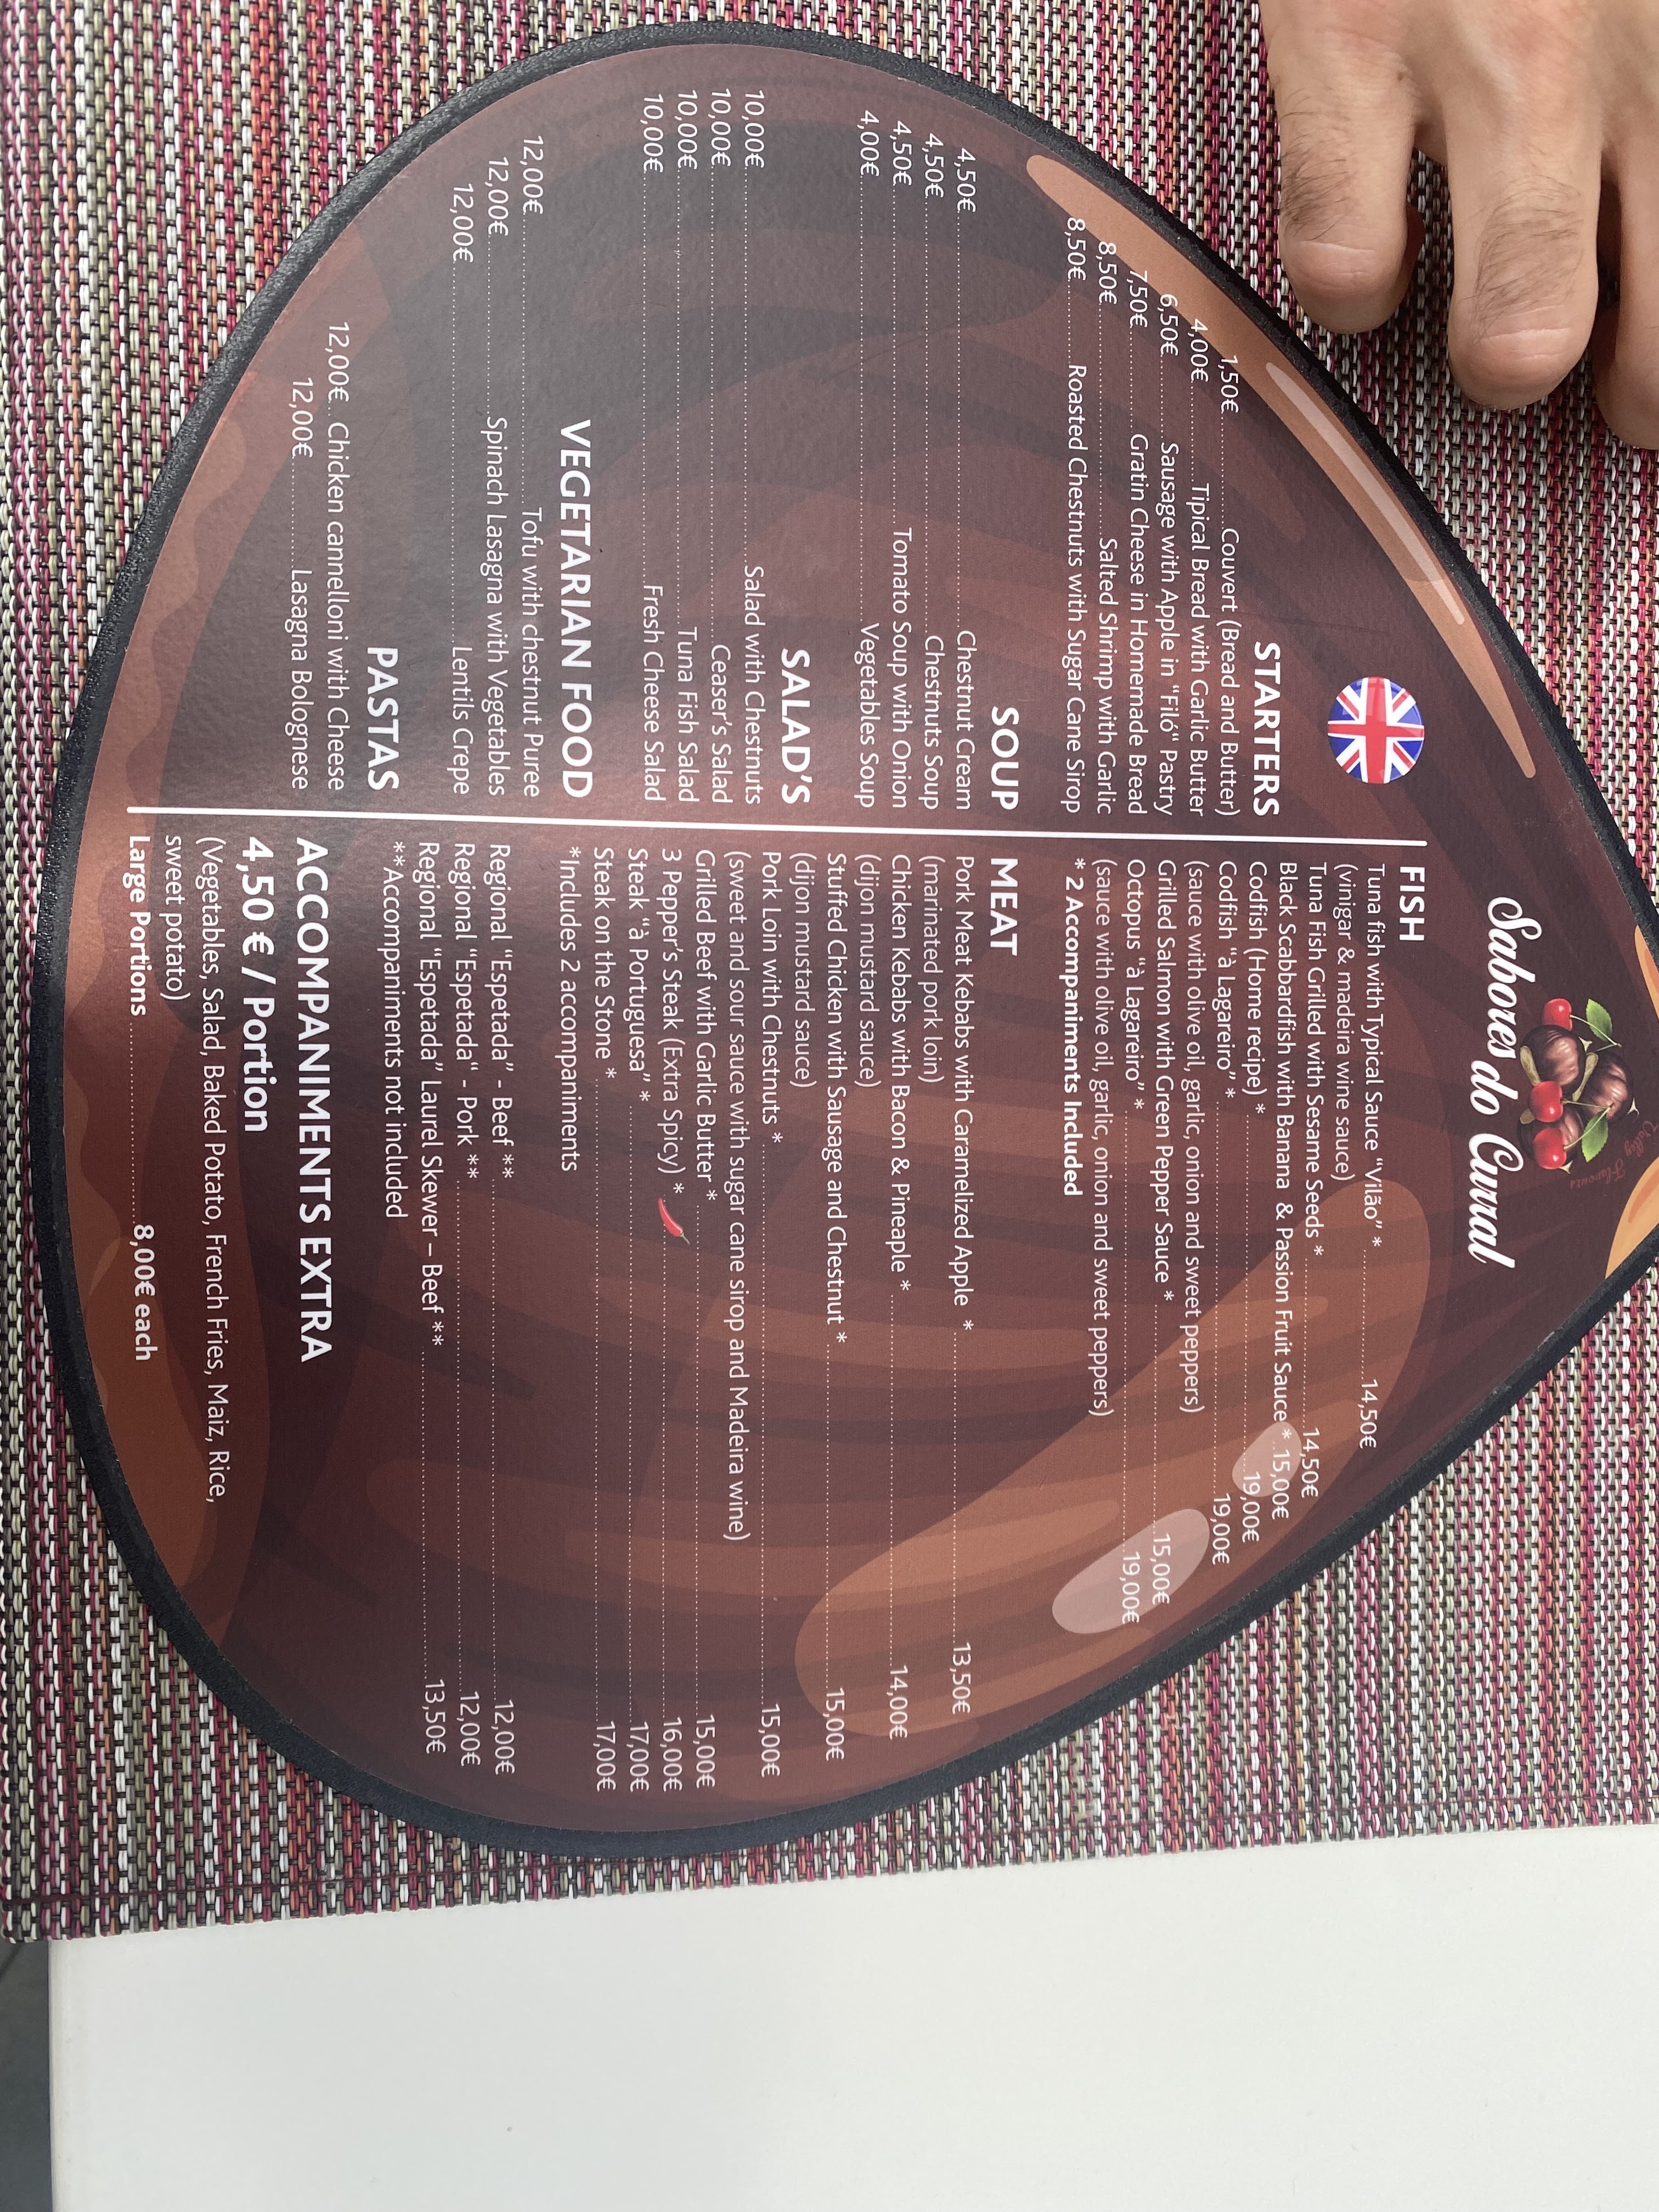 Sabores do Curral
STARTERS
1,50€ Couvert (Bread and Butter)
4,00€ Tipical Bread with Garlic Butter
6,50€ Sausage with Apple in "Filó" Pastry
7,50€ Gratin Cheese in Homemade Bread
8,50€ Salted Shrimp with Garlic
8,50€ Roasted Chestnuts with Sugar Cane Sirop
SOUP
4,50€ Chestnut Cream
4,50€ Chestnuts Soup
4,50€ Tomato Soup with Onion
4,00€ Vegetables Soup
SALAD'S
10,00€ Salad with Chestnuts
10,00€ Ceaser's Salad
10,00€ Tuna Fish Salad
10,00€ Fresh Cheese Salad
VEGETARIAN FOOD
12,00€ Tofu with chestnut Puree
12,00€ Spinach Lasagna with Vegetables
12,00€ Lentils Crepe
PASTAS
12,00€ Chicken cannelloni with Cheese
12,00€ Lasagna Bolognese
FISH
Tuna fish with Typical Sauce "Vilão" * 14,50€
(vinigar & madeira wine sauce)
Tuna Fish Grilled with Sesame Seeds * 14,50€
Black Scabbardfish with Banana & Passion Fruit Sauce * 15,00€
Codfish (Home recipe) * 19,00€
Codfish "à Lagareiro" * 19,00€
(sauce with olive oil, garlic, onion and sweet peppers)
Grilled Salmon with Green Pepper Sauce * 15,00€
Octopus "à Lagareiro" * 19,00€
(sauce with olive oil, garlic, onion and sweet peppers)
* 2 Accompaniments Included
MEAT
Pork Meat Kebabs with Caramelized Apple * 13,50€
(marinated pork loin)
Chicken Kebabs with Bacon & Pineaple * 14,00€
(dijon mustard sauce)
Stuffed Chicken with Sausage and Chestnut * 15,00€
(dijon mustard sauce)
Pork Loin with Chestnuts * 15,00€
(sweet and sour sauce with sugar cane sirop and Madeira wine)
Grilled Beef with Garlic Butter * 15,00€
3 Pepper's Steak (Extra Spicy) * 16,00€
Steak "à Portuguesa" * 17,00€
Steak on the Stone * 17,00€
*Includes 2 accompaniments
Regional "Espetada" - Beef ** 12,00€
Regional "Espetada" - Pork ** 12,00€
Regional "Espetada" Laurel Skewer – Beef ** 13,50€
**Accompaniments not included
ACCOMPANIMENTS EXTRA
4,50 € / Portion
(Vegetables, Salad, Baked Potato, French Fries, Maiz, Rice,
sweet potato)
Large Portions 8,00€ each